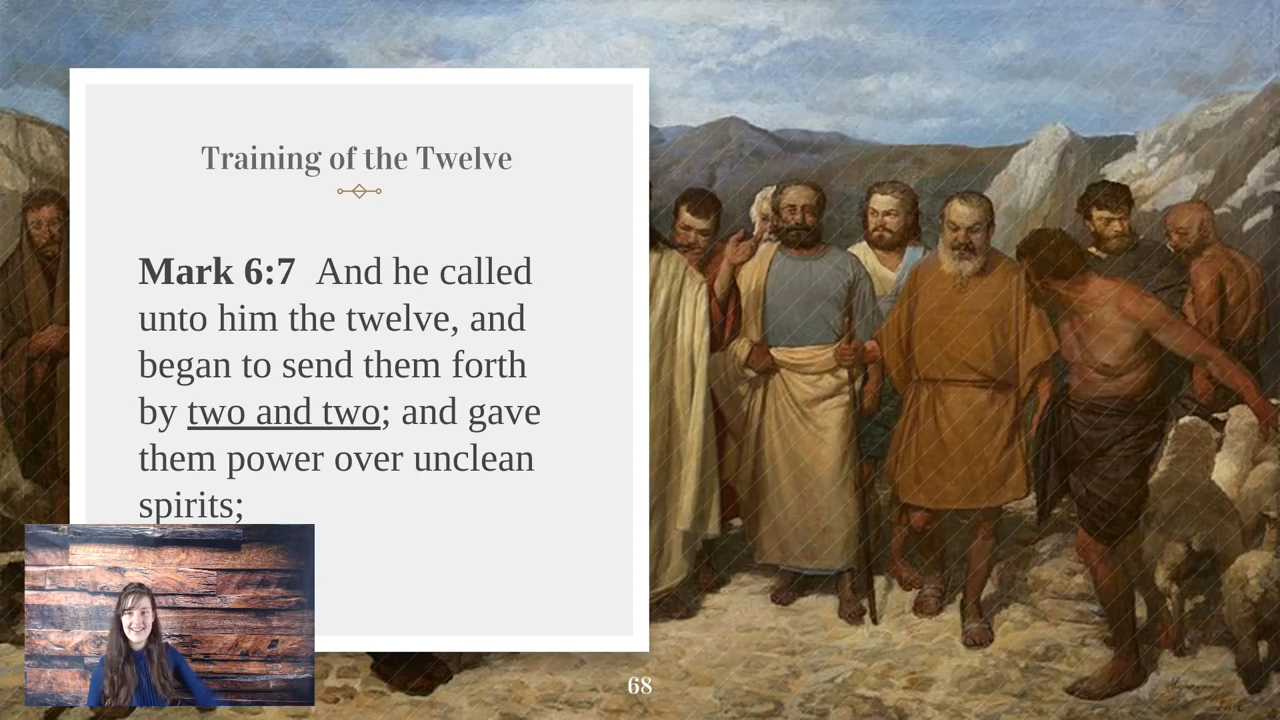 Training of the Twelve
Mark 6:7 And he called
unto him the twelve, and
began to send them forth
by two and two; and gave
them power over unclean
spirits;
68